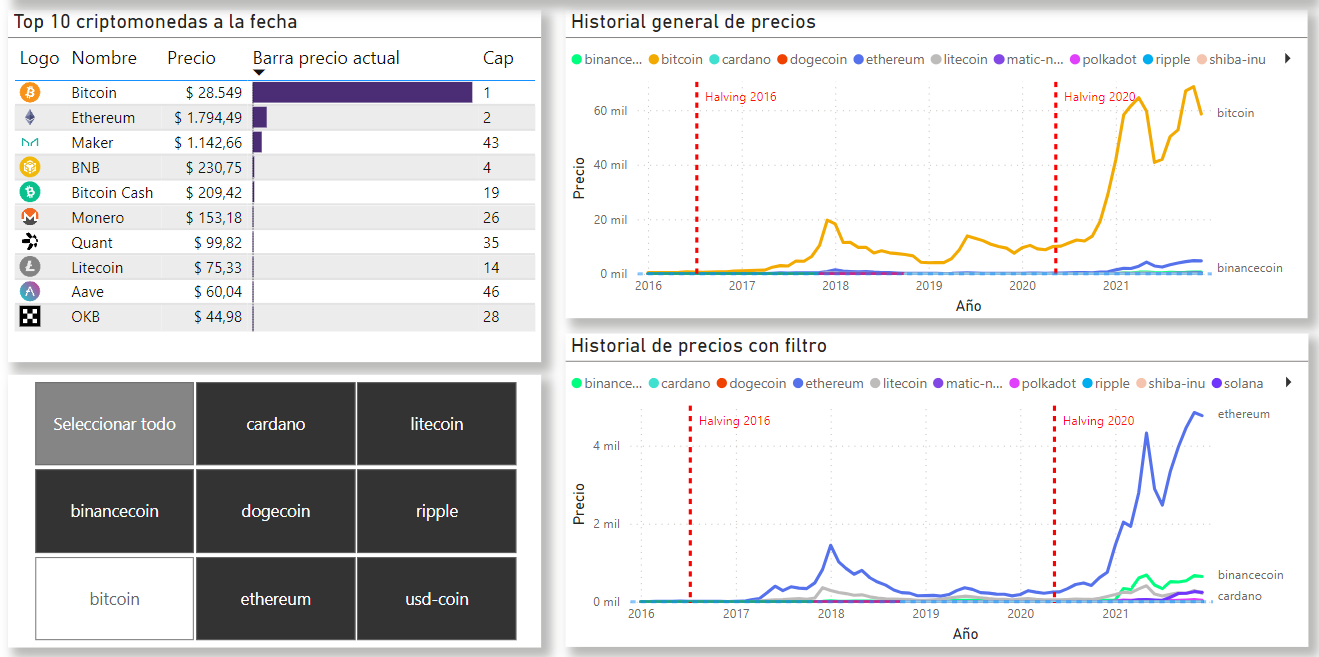 Top 10 criptomonedas a la fecha
Logo Nombre Precio Barra precio actual Cap
Bitcoin $ 28.549 1
Ethereum $ 1.794,49 2
Maker $ 1.142,66 43
BNB $ 230,75 4
Bitcoin Cash $ 209,42 19
Monero $ 153,18 26
Quant $ 99,82 35
Litecoin $ 75,33 14
Aave $ 60,04 46
OKB $ 44,98 28
Seleccionar todo cardano litecoin
binancecoin dogecoin ripple
bitcoin ethereum usd-coin
Historial general de precios
binance... bitcoin cardano dogecoin ethereum litecoin matic-n... polkadot ripple shiba-inu
Halving 2016 Halving 2020
60 mil
bitcoin
40 mil
Precio
20 mil
0 mil
binancecoin
2016 2017 2018 2019 2020 2021
Año
Historial de precios con filtro
binance... cardano dogecoin ethereum litecoin matic-n... polkadot ripple shiba-inu solana
ethereum
Halving 2016 Halving 2020
4 mil
Precio
2 mil
binancecoin
cardano
0 mil
2016 2017 2018 2019 2020 2021
Año